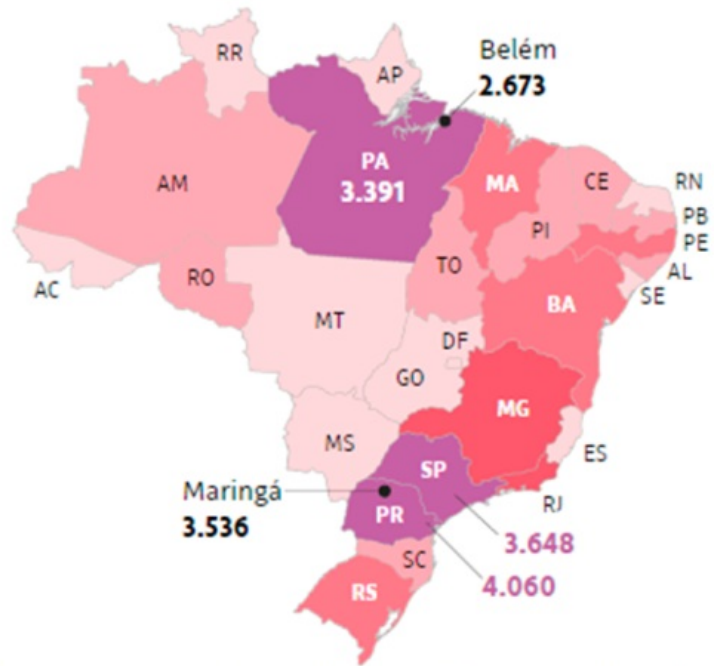 RR
AP
Belém
2.673
PA
3.391
AM
MA
CE
RN
PB
PI
PE
AL
SE
TO
RO
AC
BA
MT
DF
GO
MG
MS
ES
SP
RJ
Maringá
3.536
PR
3.648
SC
4.060
RS